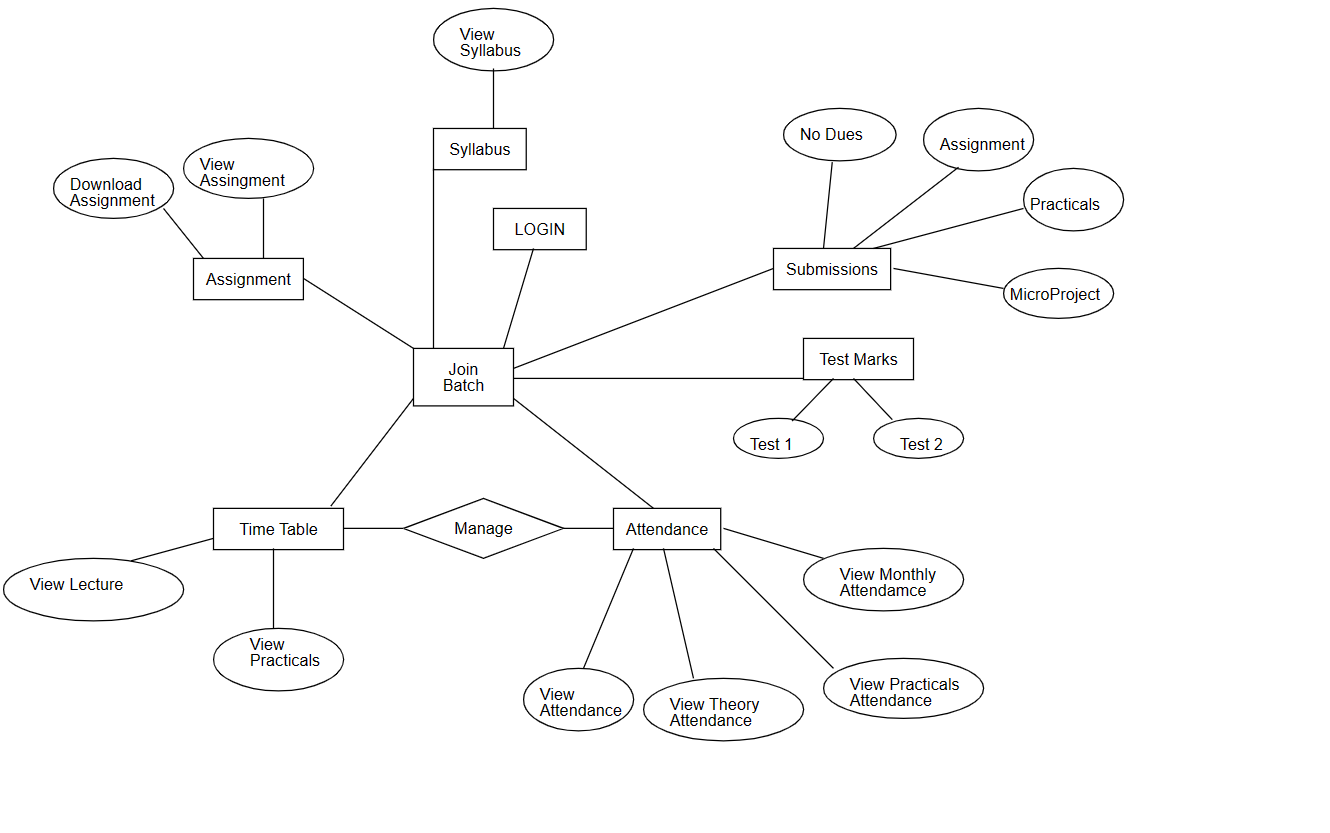 View
Syllabus
No Dues
Assignment
Syllabus
View
Assingment
Download
Assignment
Practicals
LOGIN
Submissions
Assignment
MicroProject
Join
Batch
Test Marks
Test 1
Test 2
Time Table
Manage
Attendance
View Lecture
View Monthly
Attendamce
View
Practicals
View
Attendance
View Theory
Attendance
View Practicals
Attendance